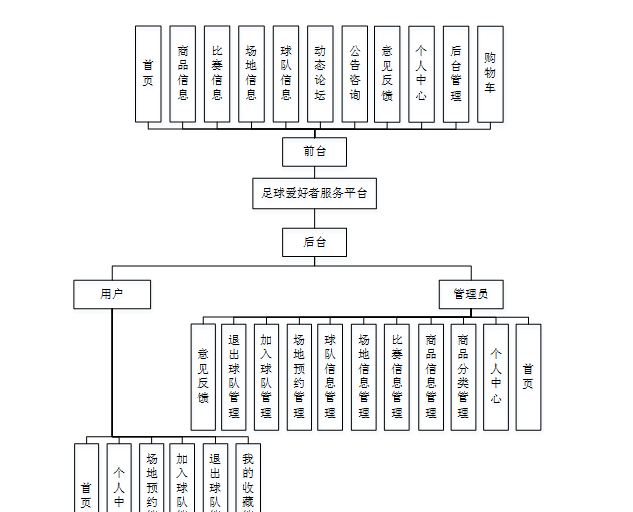 首页
商品信息
比赛信息
场地信息
球队信息
动态论坛
公告咨询
意见反馈
个人中心
后台管理
购物车
前台
足球爱好者服务平台
后台
用户
管理员
意见反馈
退出球队管理
加入球队管理
场地预约管理
球队信息管理
场地信息管理
比赛信息管理
商品信息管理
商品分类管理
个人中心
首页
首页
个人中
场地预约
加入球队
退出球队
我的收藏